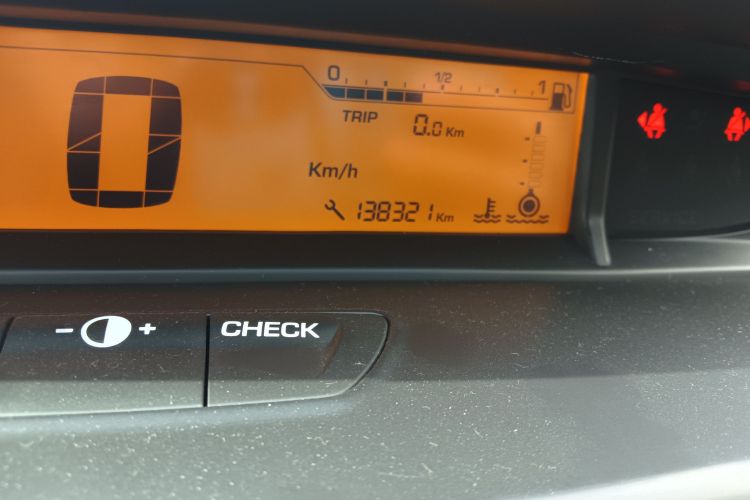 0
0 1/2 1
TRIP 0.0 Km
Km/h
138321 Km
- +
CHECK